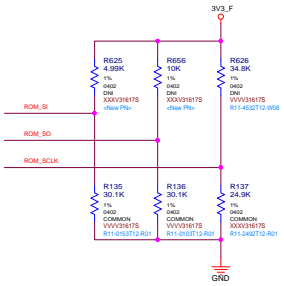 3V3_F
R625
4.99K
1%
0402
DNI
XXXV31617S
<New PN>
R656
10K
1%
0402
DNI
XXXV31617S
<New PN>
R626
34.8K
1%
0402
DNI
VVVV31617S
R11-4532T12-W08
ROM_SI
ROM_SO
ROM_SCLK
R135
30.1K
1%
0402
COMMON
VVVV31617S
R11-0153T12-R01
R136
30.1K
1%
0402
COMMON
VVVV31617S
R11-0103T12-R01
R137
24.9K
1%
0402
COMMON
XXXV31617S
R11-2492T12-R01
GND